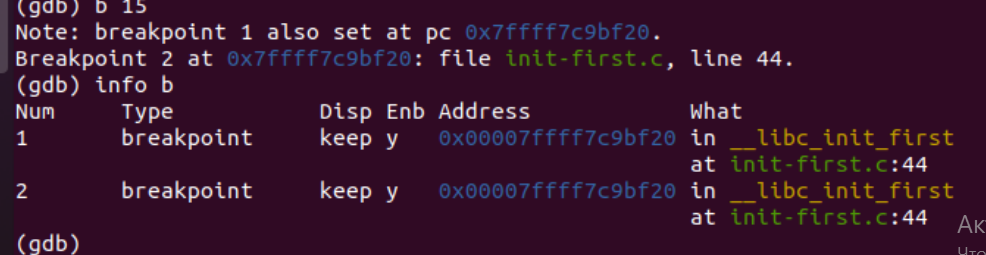 (gdb) b 15
Note: breakpoint 1 also set at pc 0x7ffff7c9bf20.
Breakpoint 2 at 0x7ffff7c9bf20: file init-first.c, line 44.
(gdb) info b
Num     Type           Disp Enb Address            What
1       breakpoint     keep y   0x00007ffff7c9bf20 in __libc_init_first
at init-first.c:44
2       breakpoint     keep y   0x00007ffff7c9bf20 in __libc_init_first
at init-first.c:44
(gdb)